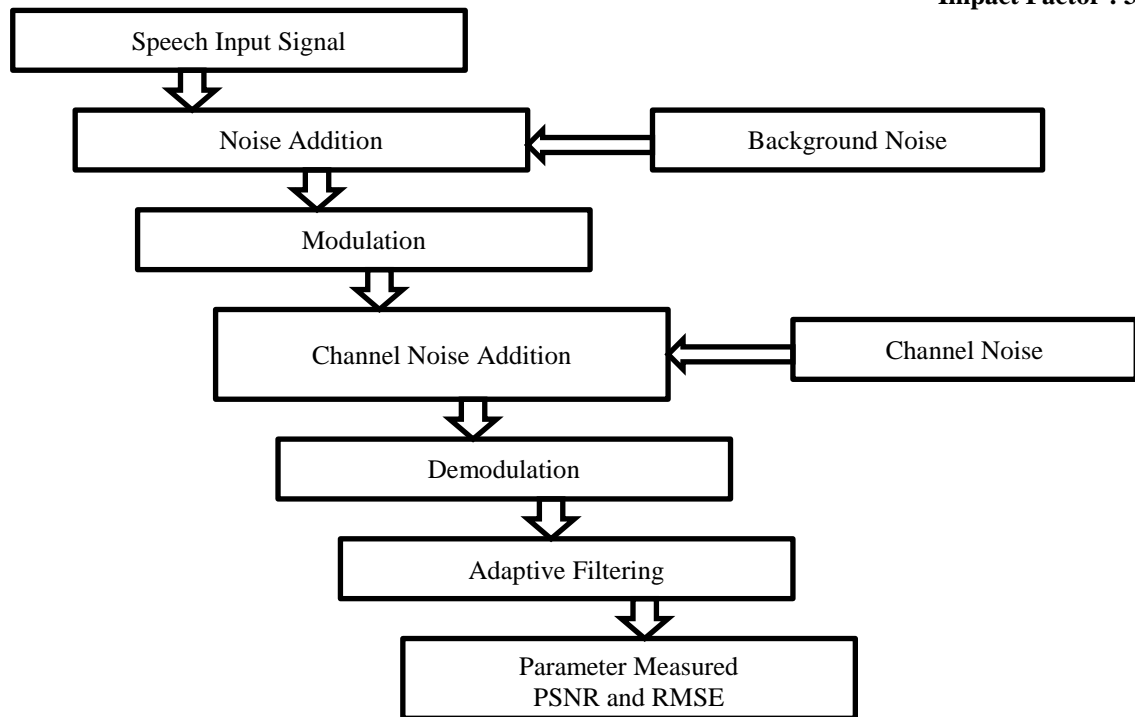 Impact Factor : 3
Speech Input Signal
Noise Addition
Background Noise
Modulation
Channel Noise Addition
Channel Noise
Demodulation
Adaptive Filtering
Parameter Measured
PSNR and RMSE